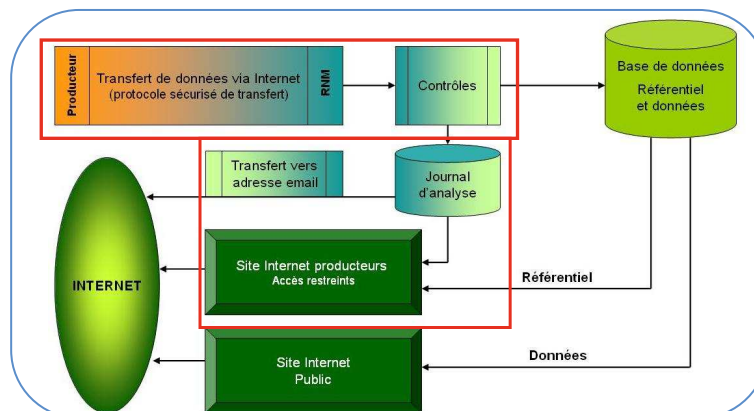 Producteur
Transfert de données via Internet
(protocole sécurisé de transfert)
RNM
Contrôles
Base de données
Référentiel
et données
Transfert vers
adresse email
Journal
d'analyse
INTERNET
Site Internet producteurs
Accès restreints
Référentiel
Site Internet
Public
Données